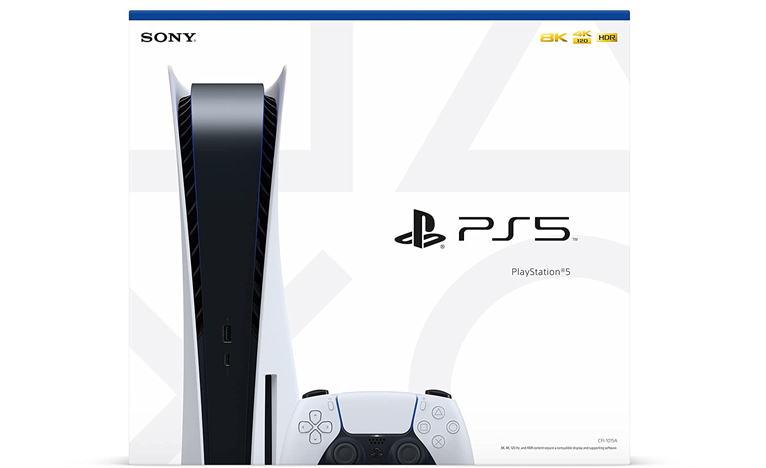 SONY®
8K 4K 120 HDR
PS5™
PlayStation®5
CFI-1015A
8K, 4K, 120 Hz, and HDR content require a compatible display and supporting software.